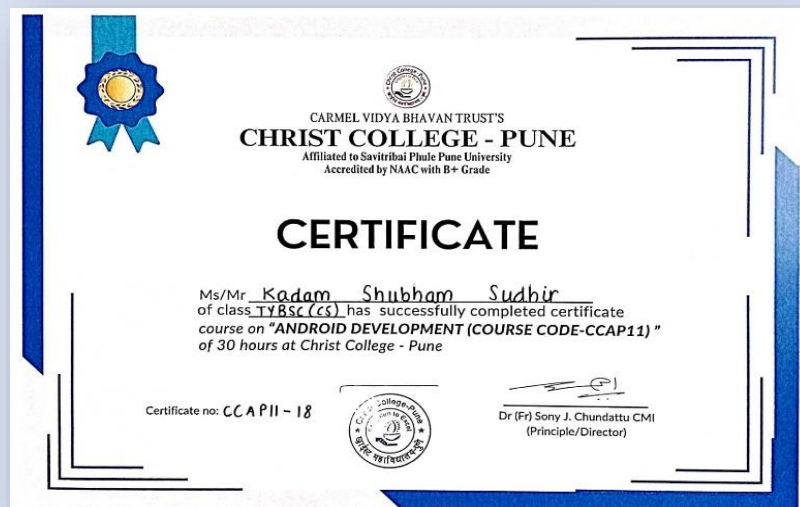 CARMEL VIDYA BHAVAN TRUST'S
CHRIST COLLEGE - PUNE
Affiliated to Savitribai Phule Pune University
Accredited by NAAC with B+ Grade
CERTIFICATE
Ms/Mr Kadam Shubham Sudhir
of class TYBSC(CS) has successfully completed certificate
course on "ANDROID DEVELOPMENT (COURSE CODE-CCAP11) "
of 30 hours at Christ College - Pune
Certificate no: CCAP11-18
Dr (Fr) Sony J. Chundattu CMI
(Principle/Director)